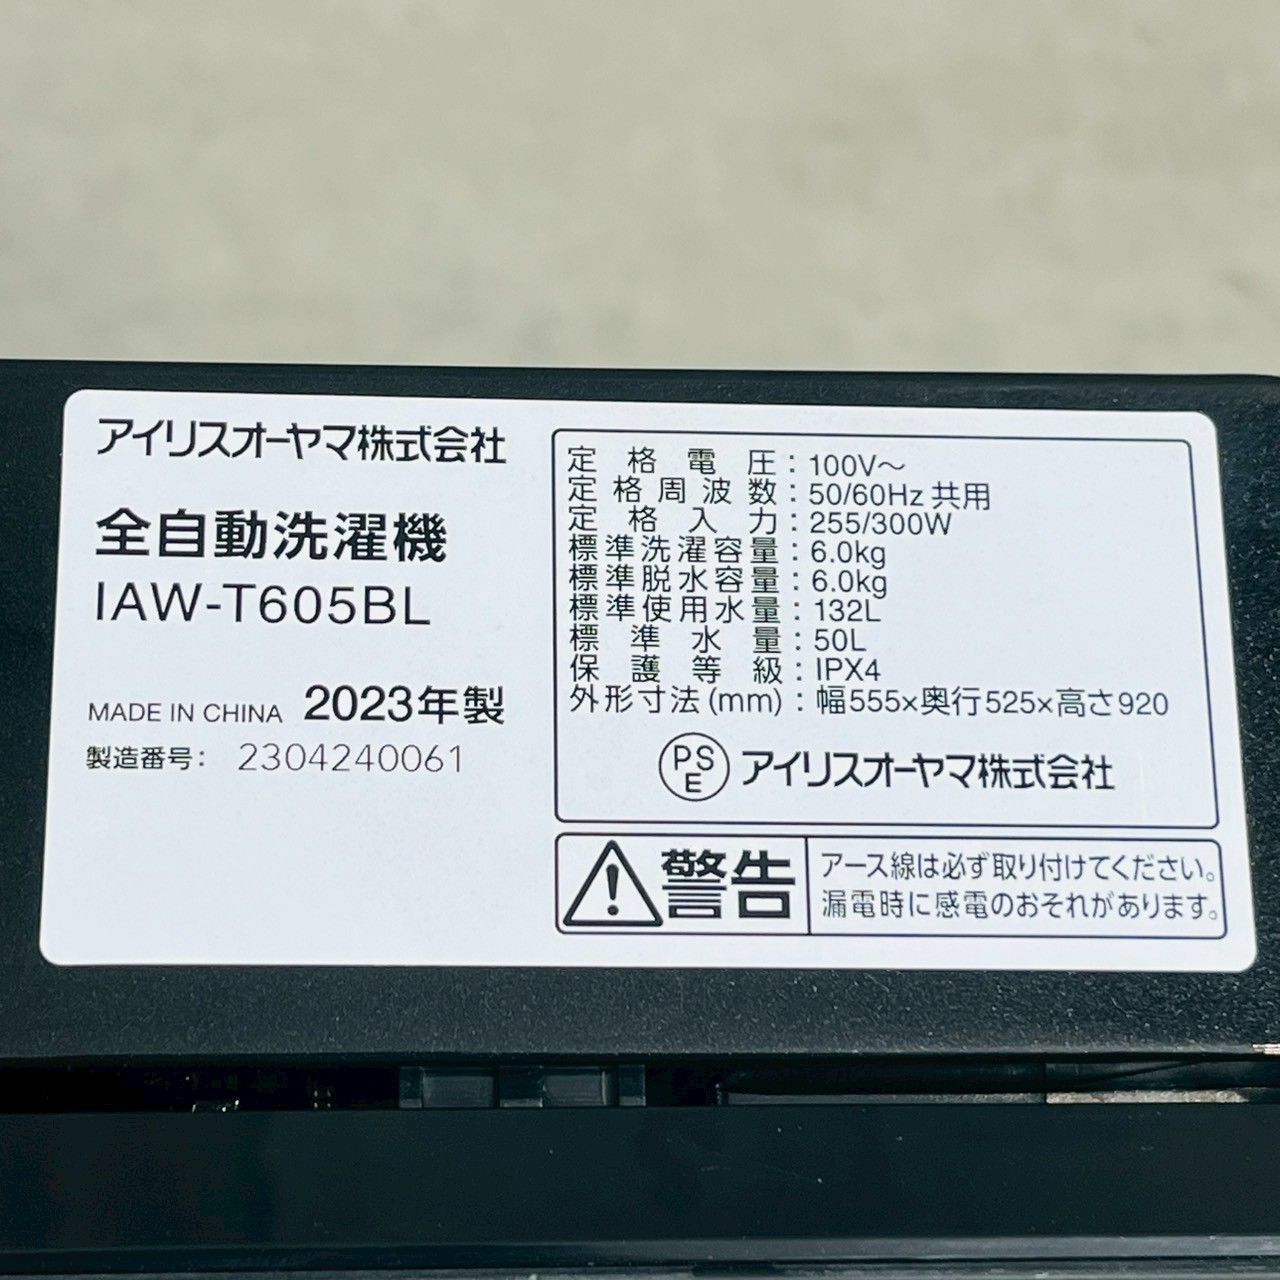 アイリスオーヤマ株式会社
全自動洗濯機
IAW-T605BL
MADE IN CHINA 2023年製
製造番号: 2304240061
定格電圧:100V〜
定格周波数:50/60Hz 共用
定格入力:255/300W
標準洗濯容量:6.0kg
標準脱水容量:6.0kg
標準使用水量:132L
標準水量:50L
保護等級:IPX4
外形寸法(mm):幅555×奥行525×高さ920
PSE アイリスオーヤマ株式会社
警告
アース線は必ず取り付けてください。
漏電時に感電のおそれがあります。